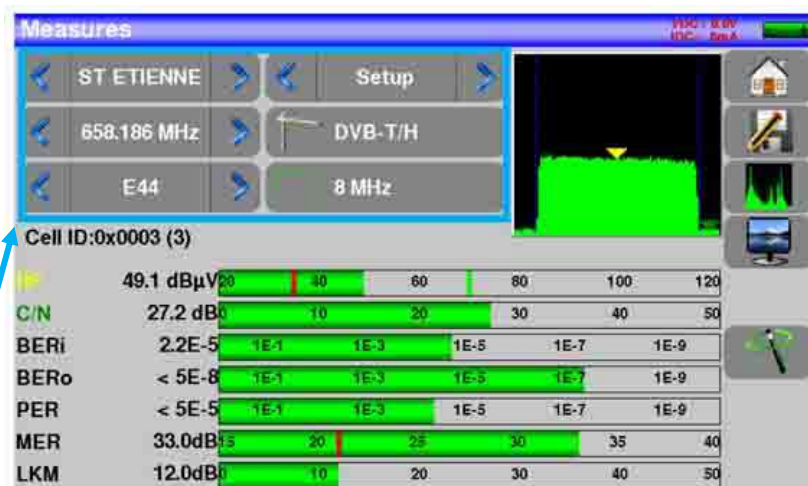 Measures
ST ETIENNE Setup
658.186 MHz DVB-T/H
E44 8 MHz
Cell ID:0x0003 (3)
49.1 dBµV 20 40 60 80 100 120
C/N 27.2 dB 0 10 20 30 40 50
BERi 2.2E-5 1E-1 1E-3 1E-5 1E-7 1E-9
BERo < 5E-8 1E-1 1E-3 1E-5 1E-7 1E-9
PER < 5E-5 1E-1 1E-3 1E-5 1E-7 1E-9
MER 33.0dB 15 20 25 30 35 40
LKM 12.0dB 0 10 20 30 40 50